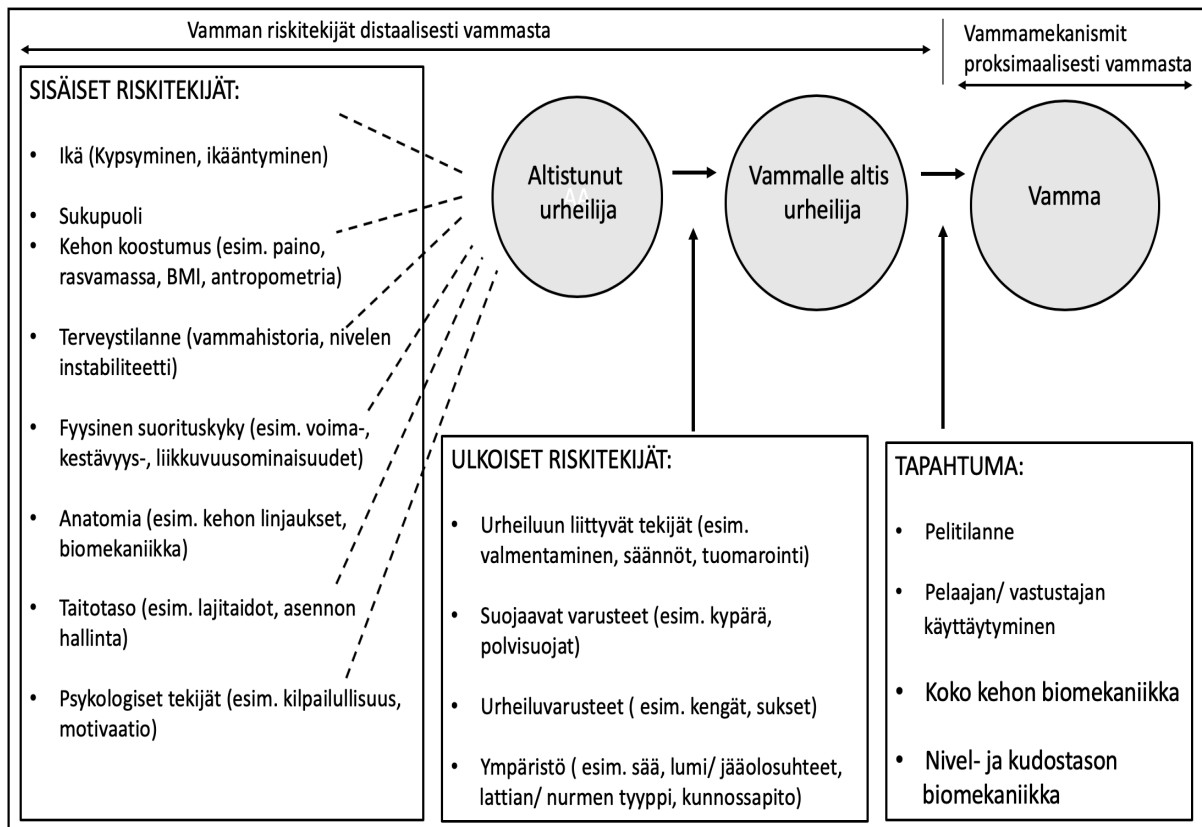 Vamman riskitekijät distaalisesti vammasta
Vammamekanismit
proksimaalisesti vammasta
SISÄISET RISKITEKIJÄT:
• Ikä (Kypsyminen, ikääntyminen)
• Sukupuoli
• Kehon koostumus (esim. paino,
rasvamassa, BMI, antropometria)
• Terveystilanne (vammahistoria, nivelen
instabiliteetti)
• Fyysinen suorituskyky (esim. voima-,
kestävyys-, liikkuvuusominaisuudet)
• Anatomia (esim. kehon linjaukset,
biomekaniikka)
• Taitotaso (esim. lajitaidot, asennon
hallinta)
• Psykologiset tekijät (esim. kilpailullisuus,
motivaatio)
Altistunut
urheilija
Vammalle altis
urheilija
Vamma
ULKOISET RISKITEKIJÄT:
• Urheiluun liittyvät tekijät (esim.
valmentaminen, säännöt, tuomarointi)
• Suojaavat varusteet (esim. kypärä,
polvisuojat)
• Urheiluvarusteet ( esim. kengät, sukset)
• Ympäristö ( esim. sää, lumi/ jääolosuhteet,
lattian/ nurmen tyyppi, kunnossapito)
TAPAHTUMA:
• Pelitilanne
• Pelaajan/ vastustajan
käyttäytyminen
• Koko kehon biomekaniikka
• Nivel- ja kudostason
biomekaniikka